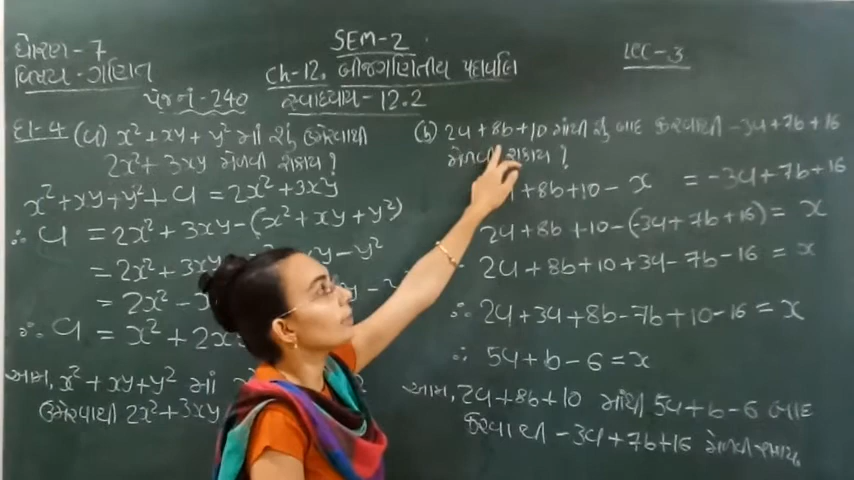 SEM-2
LEC-3
ધોરણ-7
વિષય-ગણિત
Ch-12. બીજગણિતીય પદાવલિ
પેજ નં-240
સ્વાધ્યાય-12.2
દા-4 (a) x²+xy+y² માં શું ઉમેરવાથી
2x²+3xy મેળવી શકાય?
x²+xy+y²+a = 2x²+3xy
∴ a = 2x²+3xy-(x²+xy+y²)
= 2x²+3xy -y²
= 2x²-x
∴ a = x²+2x
આમ, x²+xy+y² માં
ઉમેરવાથી 2x²+3xy
(b) 2a+8b+10 માંથી શું બાદ કરવાથી -3a+7b+16
મેળવી શકાય?
+8b+10-x = -3a+7b+16
2a+8b+10-(-3a+7b+16) = x
2a+8b+10+3a-7b-16 = x
∴ 2a+3a+8b-7b+10-16 = x
∴ 5a+b-6=x
આમ, 2a+8b+10 માંથી 5a+b-6 બાદ
કરવાથી -3a+7b+16 મેળવી શકાય.